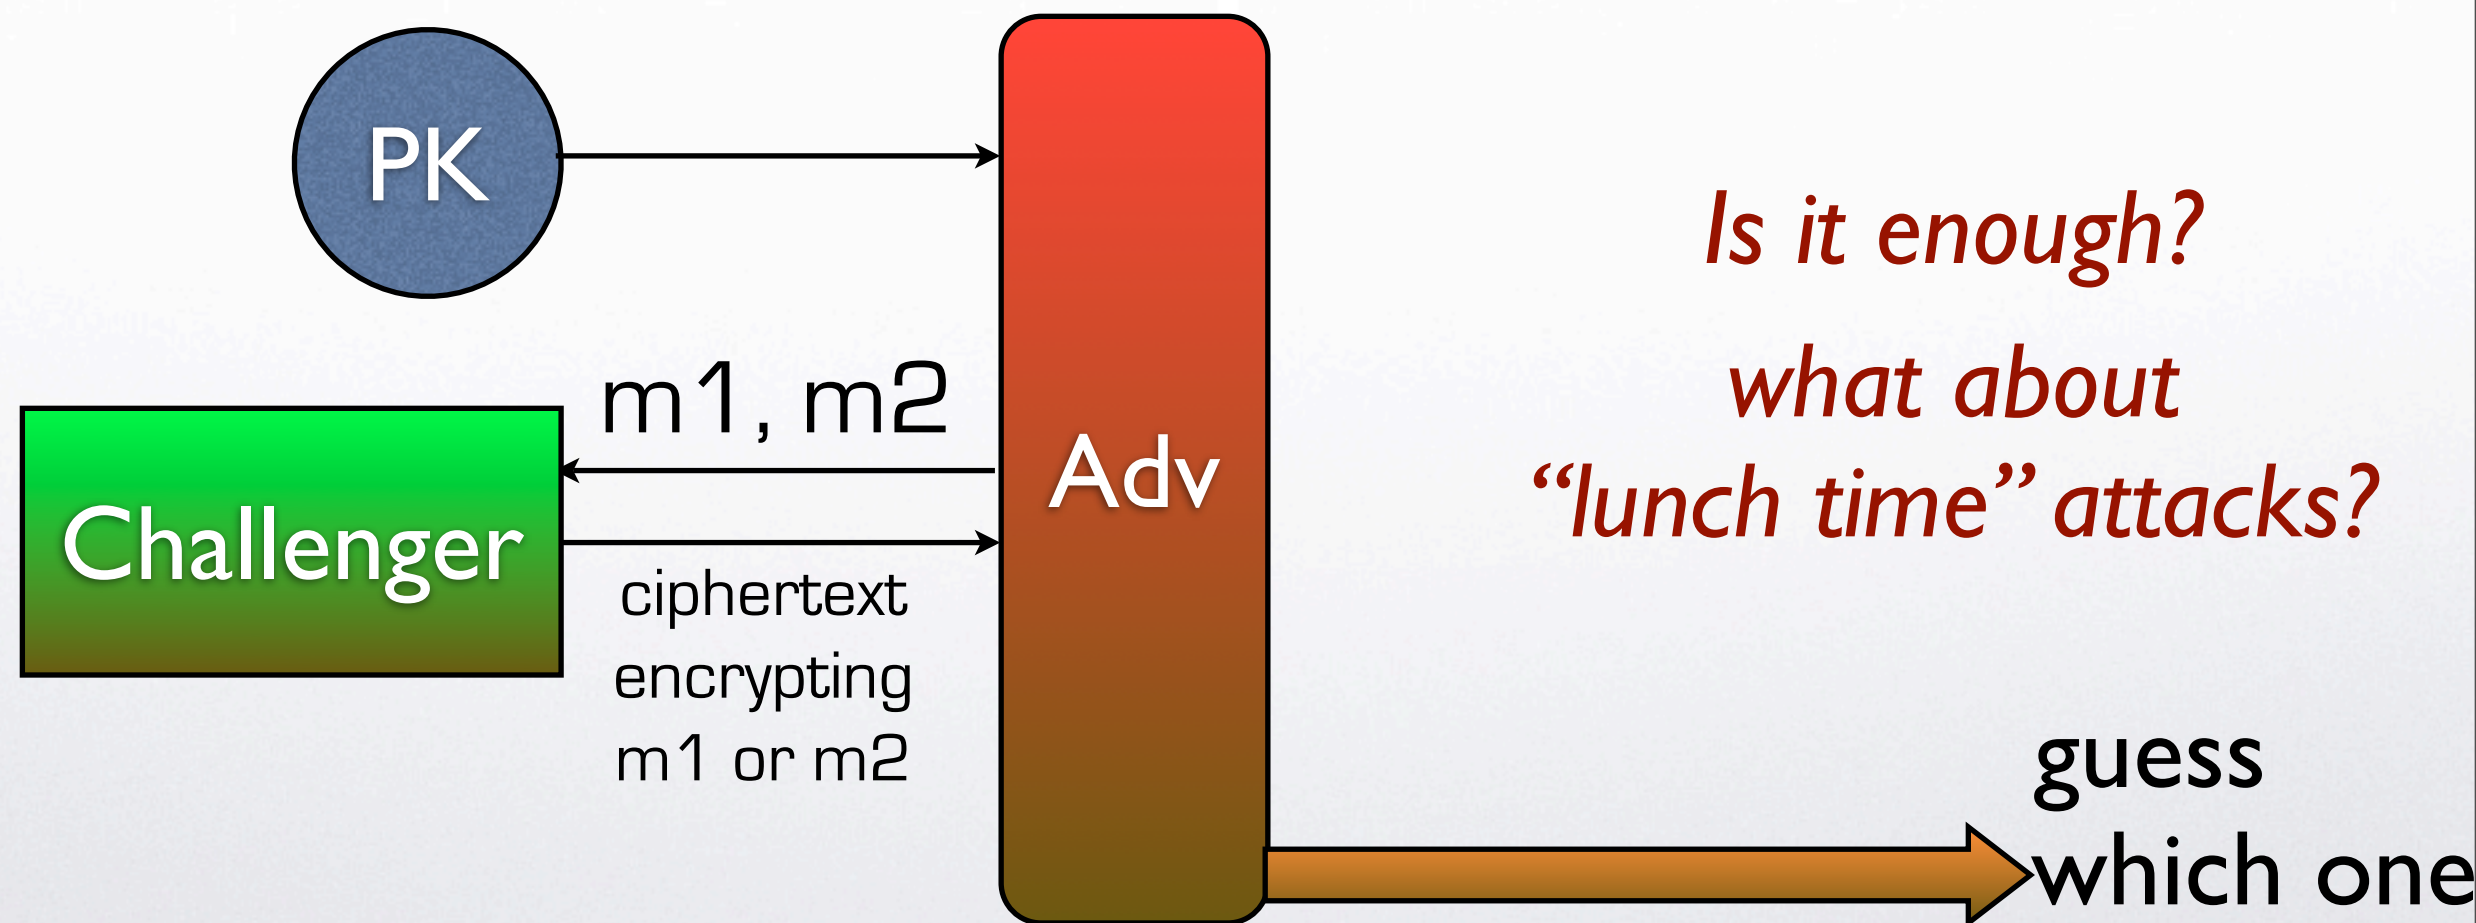 PK
Challenger
m1, m2
ciphertext
encrypting
m1 or m2
Adv
Is it enough?
what about
“lunch time” attacks?
guess
which one